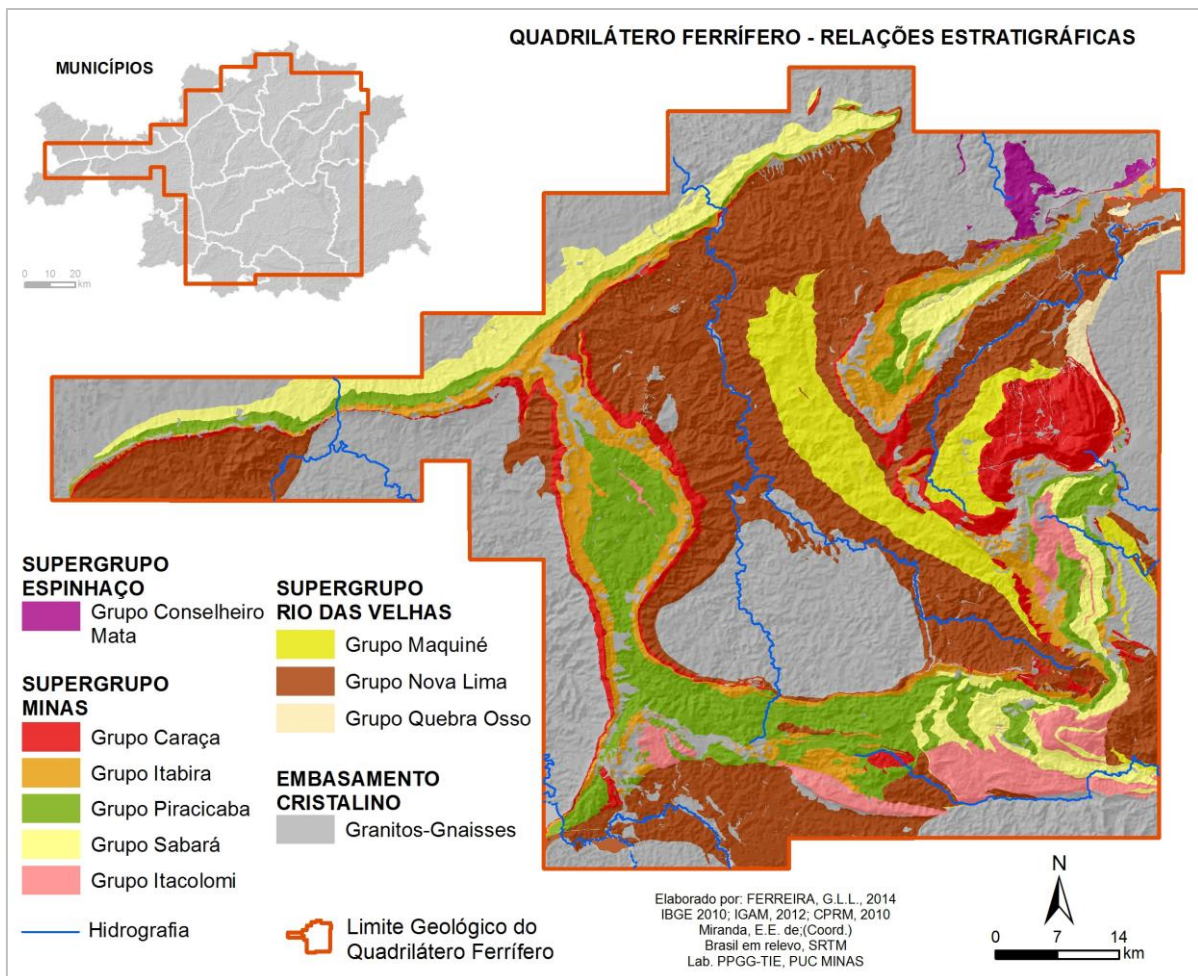 QUADRILÁTERO FERRÍFERO - RELAÇÕES ESTRATIGRÁFICAS
MUNICÍPIOS
0 10 20
km
SUPERGRUPO
ESPINHAÇO
Grupo Conselheiro
Mata
SUPERGRUPO
MINAS
Grupo Caraça
Grupo Itabira
Grupo Piracicaba
Grupo Sabará
Grupo Itacolomi
Hidrografia
SUPERGRUPO
RIO DAS VELHAS
Grupo Maquiné
Grupo Nova Lima
Grupo Quebra Osso
EMBASAMENTO
CRISTALINO
Granitos-Gnaisses
Limite Geológico do
Quadrilátero Ferrífero
Elaborado por: FERREIRA, G.L.L., 2014
IBGE 2010; IGAM, 2012; CPRM, 2010
Miranda, E.E. de;(Coord.)
Brasil em relevo, SRTM
Lab. PPGG-TIE, PUC MINAS
N
0 7 14
km